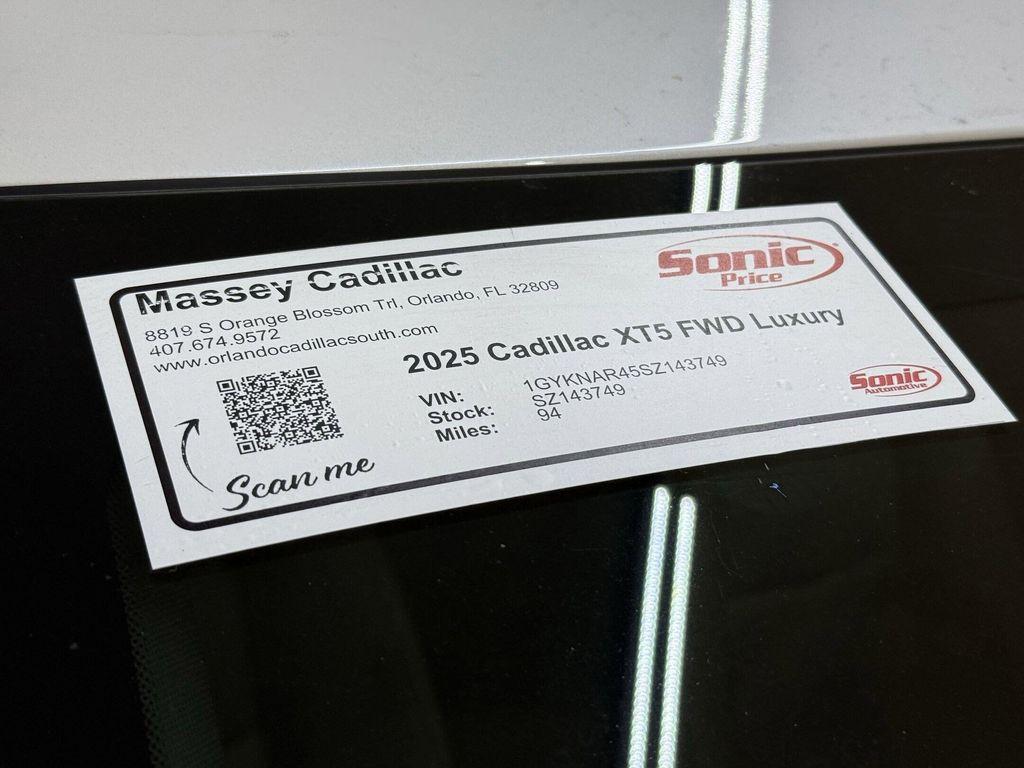 Massey Cadillac
8819 S Orange Blossom Trl, Orlando, FL 32809
407.674.9572
www.orlandocadillacsouth.com
Sonic
Price
2025 Cadillac XT5 FWD Luxury
VIN: 1GYKNAR45SZ143749
Stock: SZ143749
Miles: 94
Scan me
Sonic
Automotive